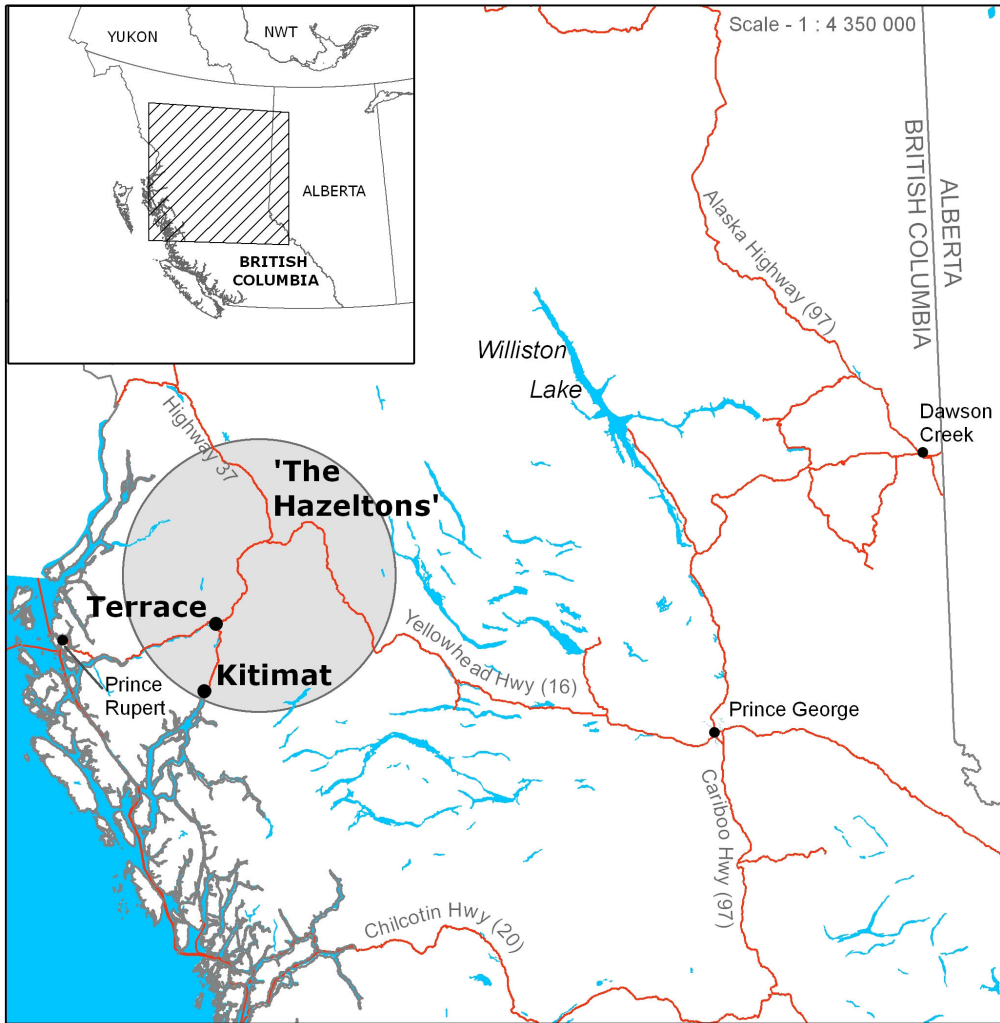 YUKON
NWT
ALBERTA
BRITISH
COLUMBIA
Scale - 1 : 4 350 000
ALBERTA
BRITISH COLUMBIA
Alaska Highway (97)
Williston
Lake
Dawson
Creek
Highway 37
'The
Hazeltons'
Terrace
Kitimat
Prince
Rupert
Yellowhead Hwy (16)
Prince George
Cariboo Hwy (97)
Chilcotin Hwy (20)